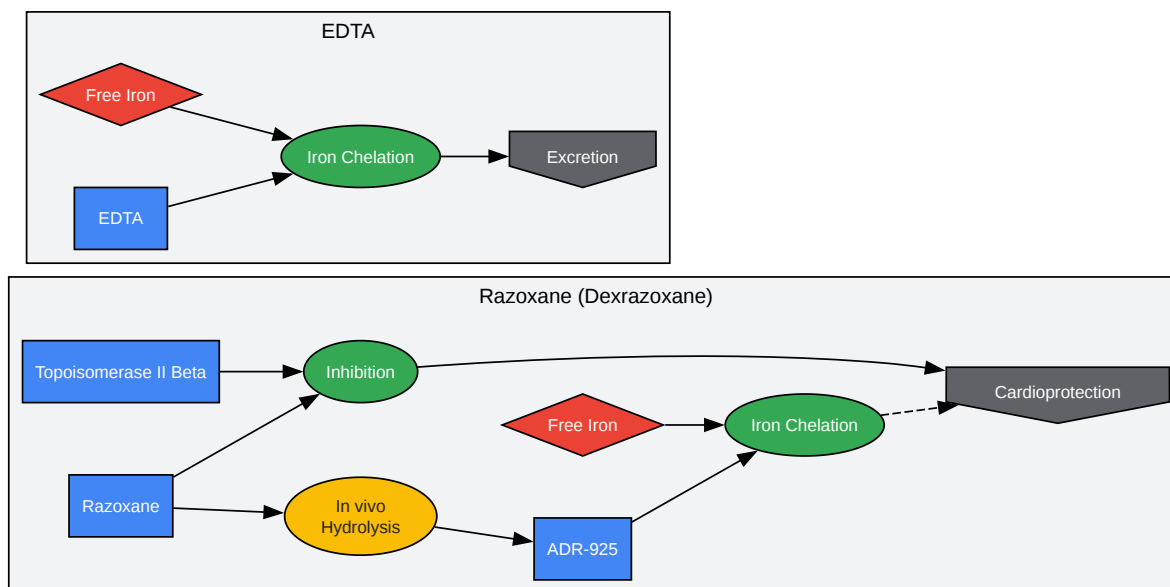 EDTA
Free Iron
Iron Chelation
Excretion
EDTA
Razoxane (Dexrazoxane)
Topoisomerase II Beta
Inhibition
Cardioprotection
Free Iron
Iron Chelation
Razoxane
In vivo
Hydrolysis
ADR-925